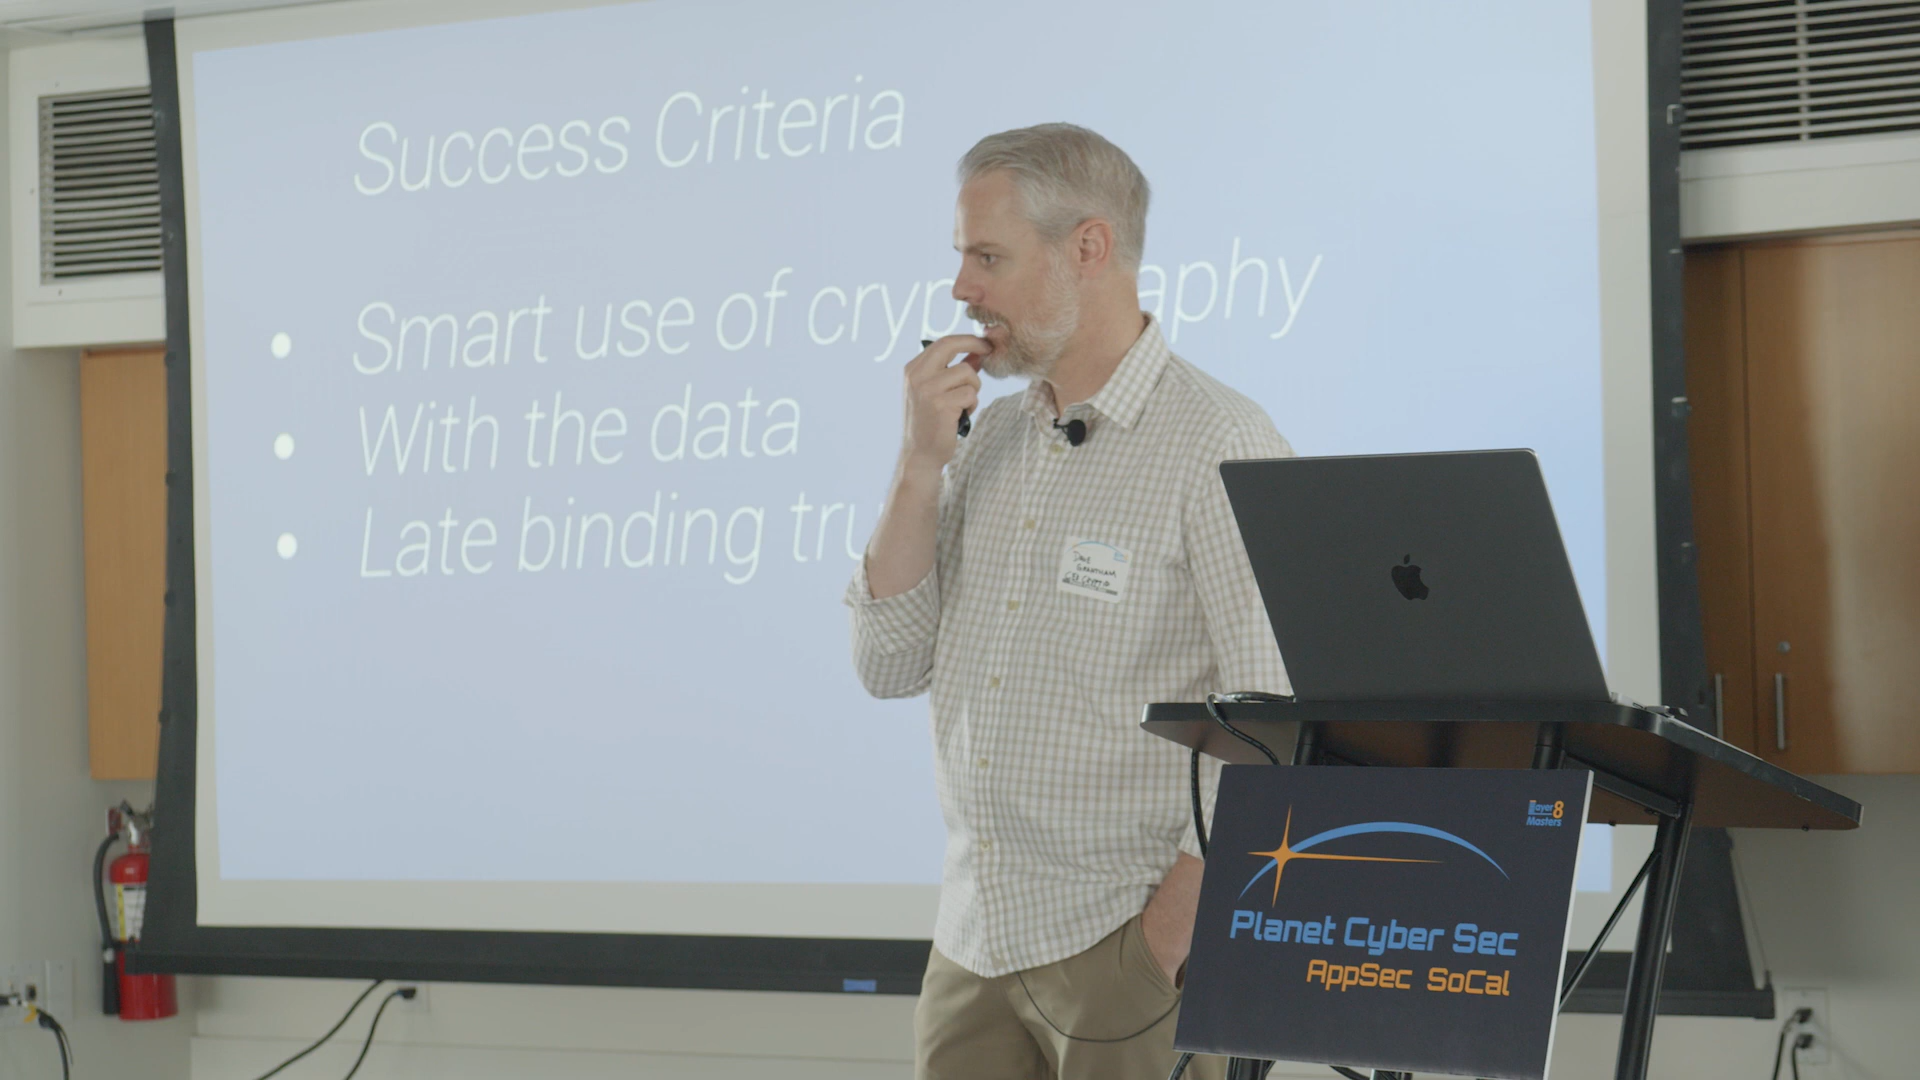 Success Criteria
Smart use of cryp aphy
With the data
Late binding tru
Dave
Layer 8
Masters
Planet Cyber Sec
AppSec SoCal